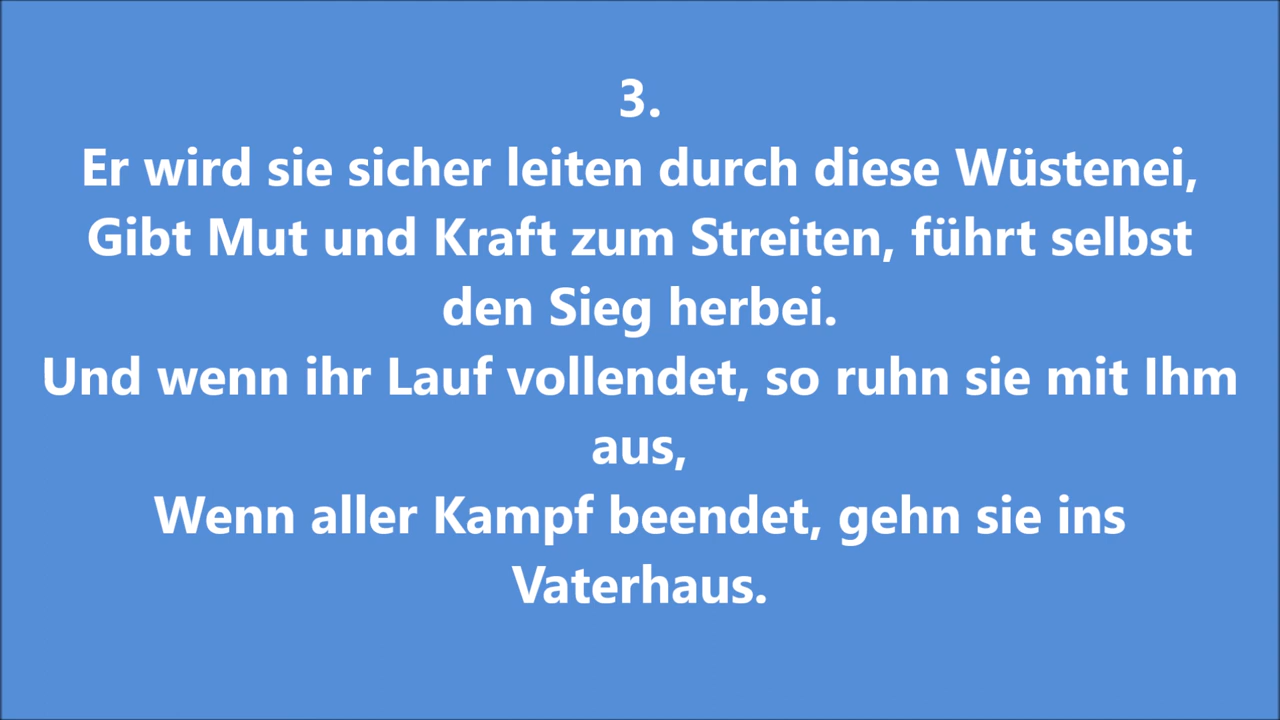 3.
Er wird sie sicher leiten durch diese Wüstenei,
Gibt Mut und Kraft zum Streiten, führt selbst
den Sieg herbei.
Und wenn ihr Lauf vollendet, so ruhn sie mit Ihm
aus,
Wenn aller Kampf beendet, gehn sie ins
Vaterhaus.